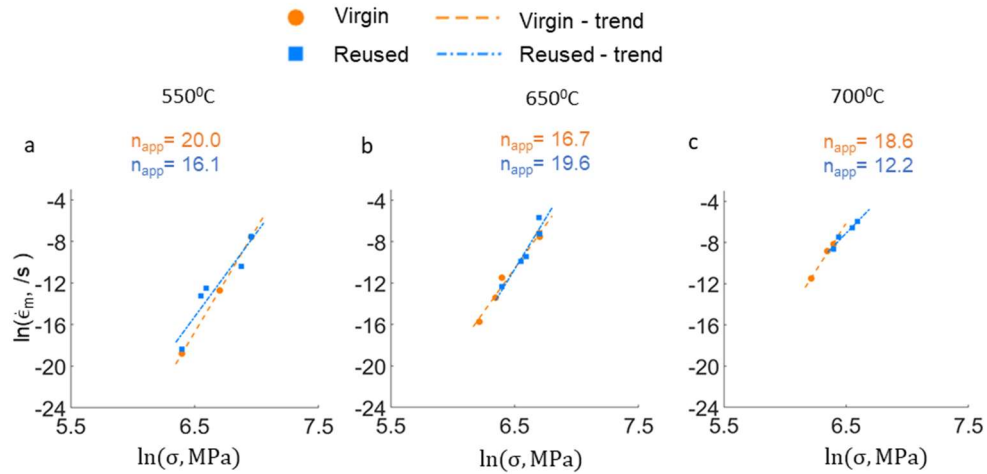 Virgin
Virgin - trend
Reused
Reused - trend
550⁰C
650⁰C
700⁰C
a
n_app= 20.0
n_app= 16.1
b
n_app= 16.7
n_app= 19.6
c
n_app= 18.6
n_app= 12.2
ln(ε̇_m, /s)
-4
-8
-12
-16
-20
-24
5.5
6.5
7.5
ln(σ, MPa)
-4
-8
-12
-16
-20
-24
5.5
6.5
7.5
ln(σ, MPa)
-4
-8
-12
-16
-20
-24
5.5
6.5
7.5
ln(σ, MPa)